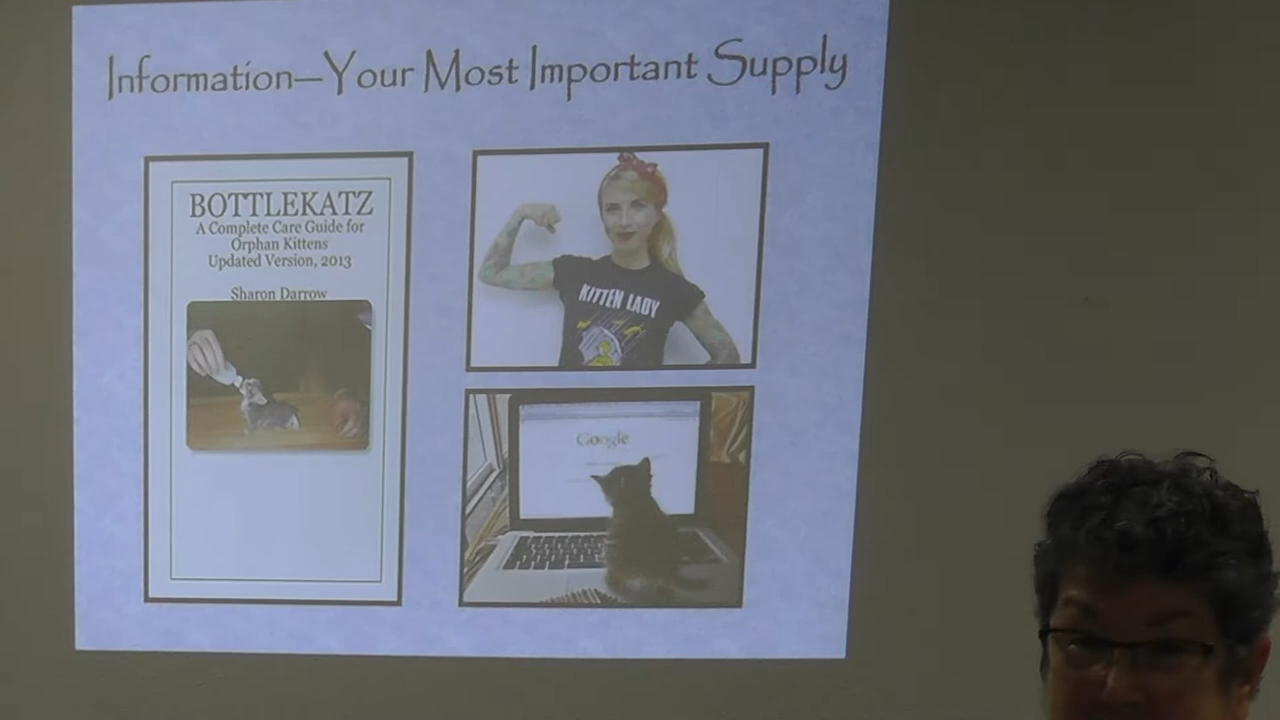 Information—Your Most Important Supply
BOTTLEKATZ
A Complete Care Guide for
Orphan Kittens
Updated Version, 2013
Sharon Darrow
KITTEN LADY
Google